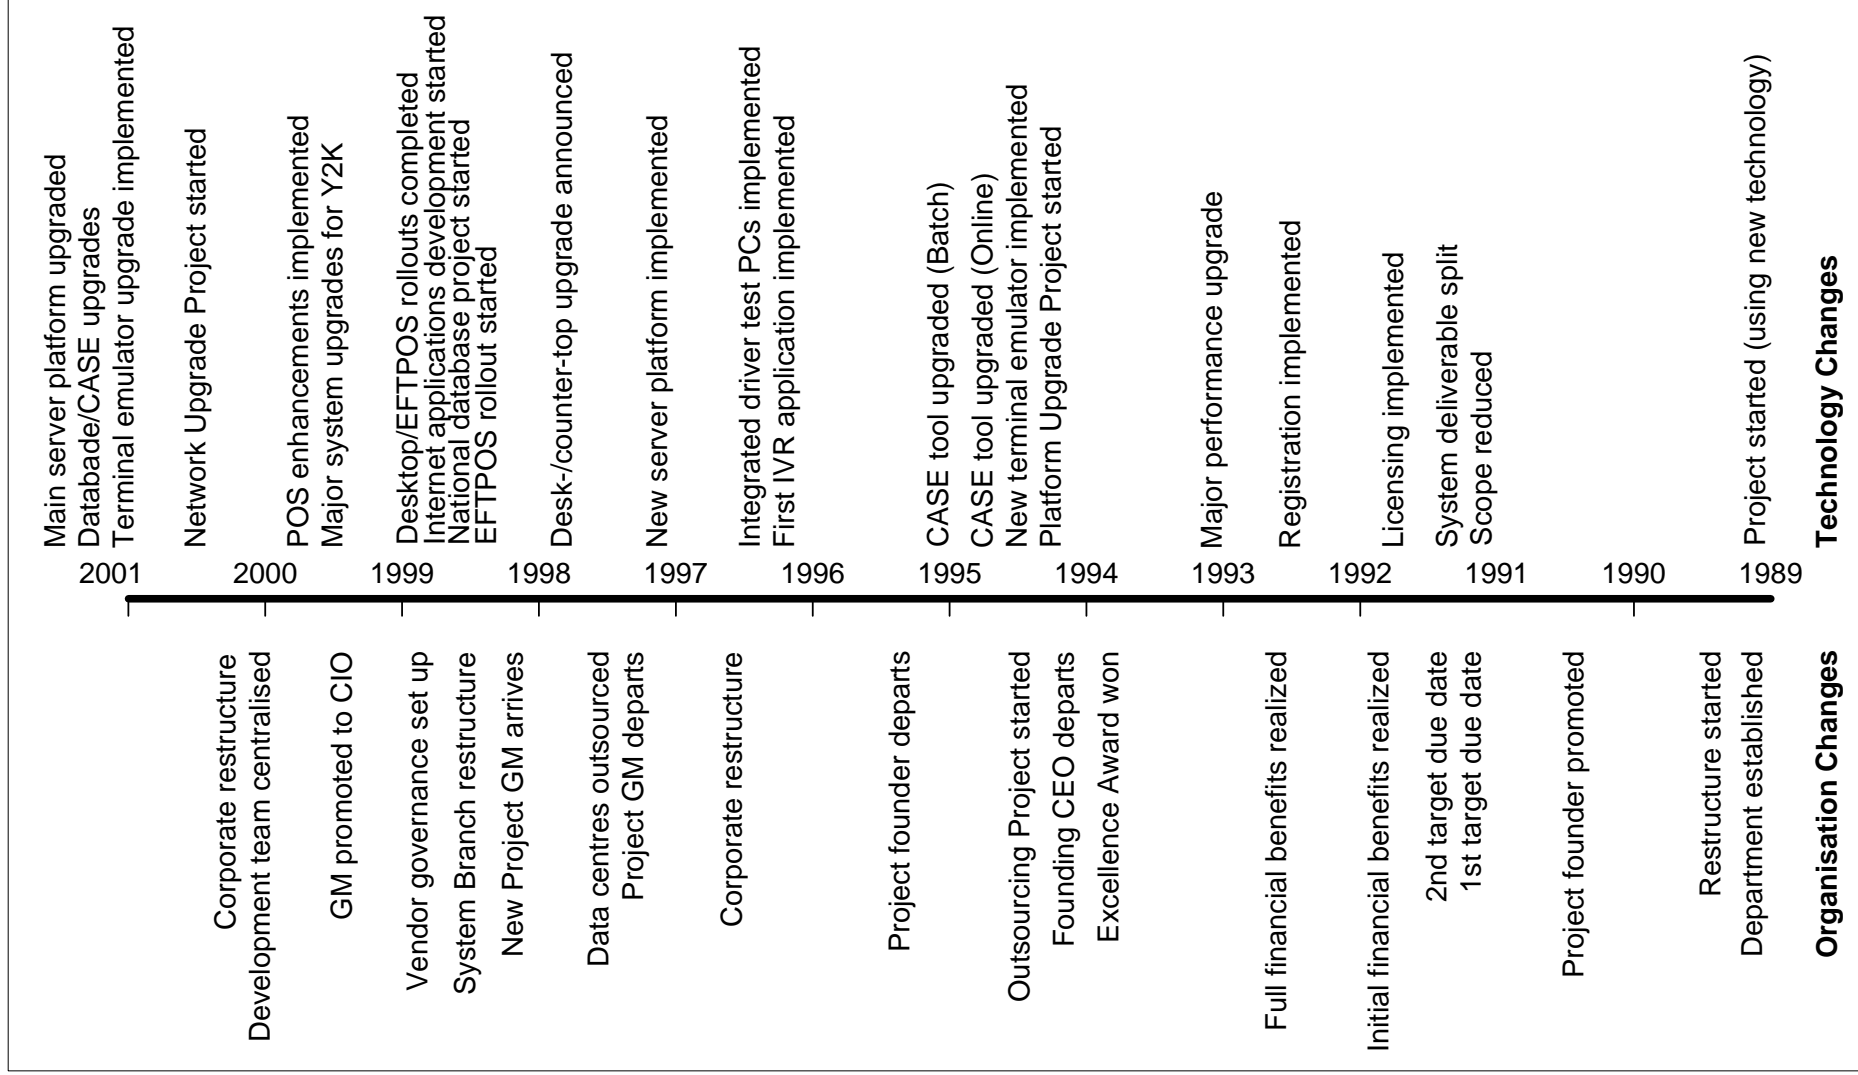 Main server platform upgraded
Databade/CASE upgrades
Terminal emulator upgrade implemented
Network Upgrade Project started
POS enhancements implemented
Major system upgrades for Y2K
Desktop/EFTPOS rollouts completed
Internet applications development started
National database project started
EFTPOS rollout started
Desk-/counter-top upgrade announced
New server platform implemented
Integrated driver test PCs implemented
First IVR application implemented
CASE tool upgraded (Batch)
CASE tool upgraded (Online)
New terminal emulator implemented
Platform Upgrade Project started
Major performance upgrade
Registration implemented
Licensing implemented
System deliverable split
Scope reduced
Project started (using new technology)
Technology Changes
2001 2000 1999 1998 1997 1996 1995 1994 1993 1992 1991 1990 1989
Corporate restructure
Development team centralised
GM promoted to CIO
Vendor governance set up
System Branch restructure
New Project GM arrives
Data centres outsourced
Project GM departs
Corporate restructure
Project founder departs
Outsourcing Project started
Founding CEO departs
Excellence Award won
Full financial benefits realized
Initial financial benefits realized
2nd target due date
1st target due date
Project founder promoted
Restructure started
Department established
Organisation Changes